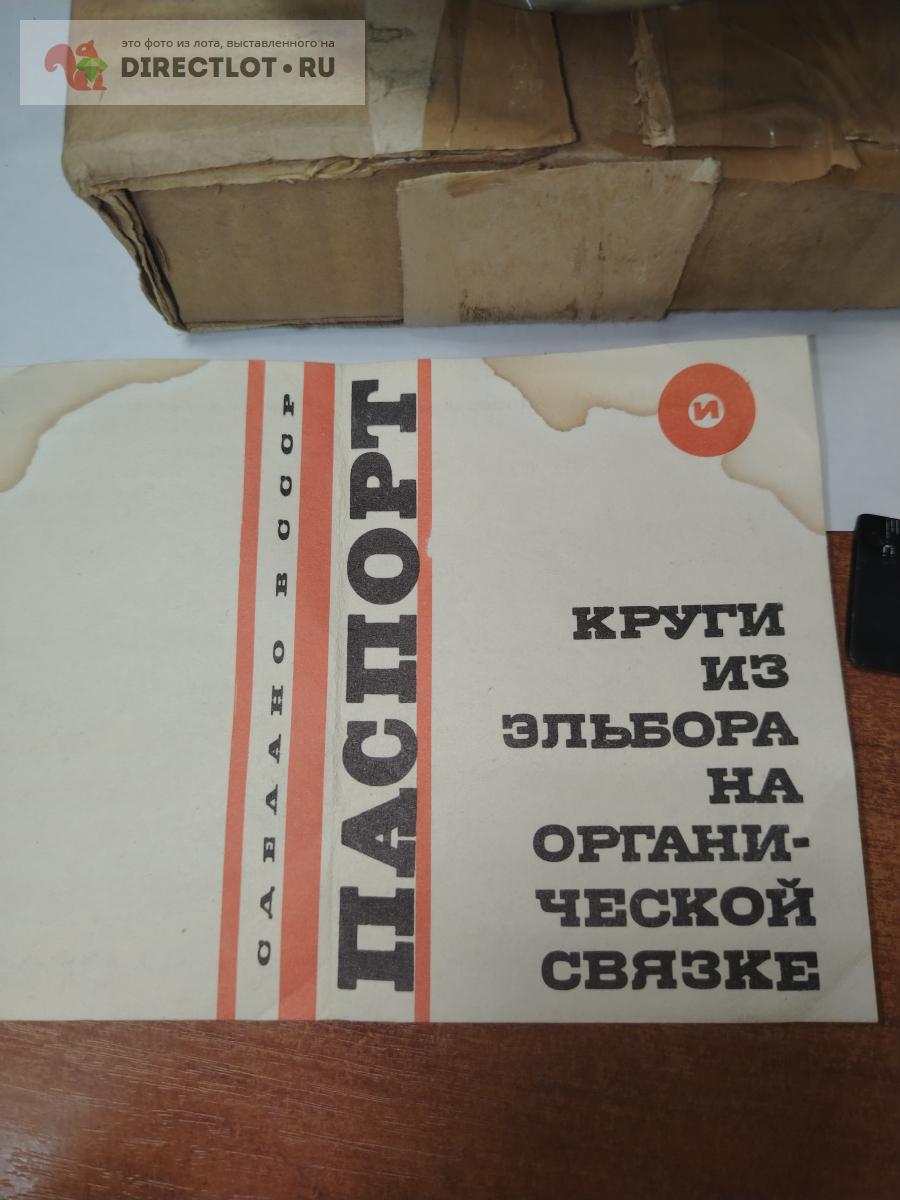 это фото из лота, выставленного на
DIRECTLOT•RU
СДЕЛАНО В СССР
ПАСПОРТ
И
КРУГИ
ИЗ
ЭЛЬБОРА
НА
ОРГАНИ-
ЧЕСКОЙ
СВЯЗКЕ